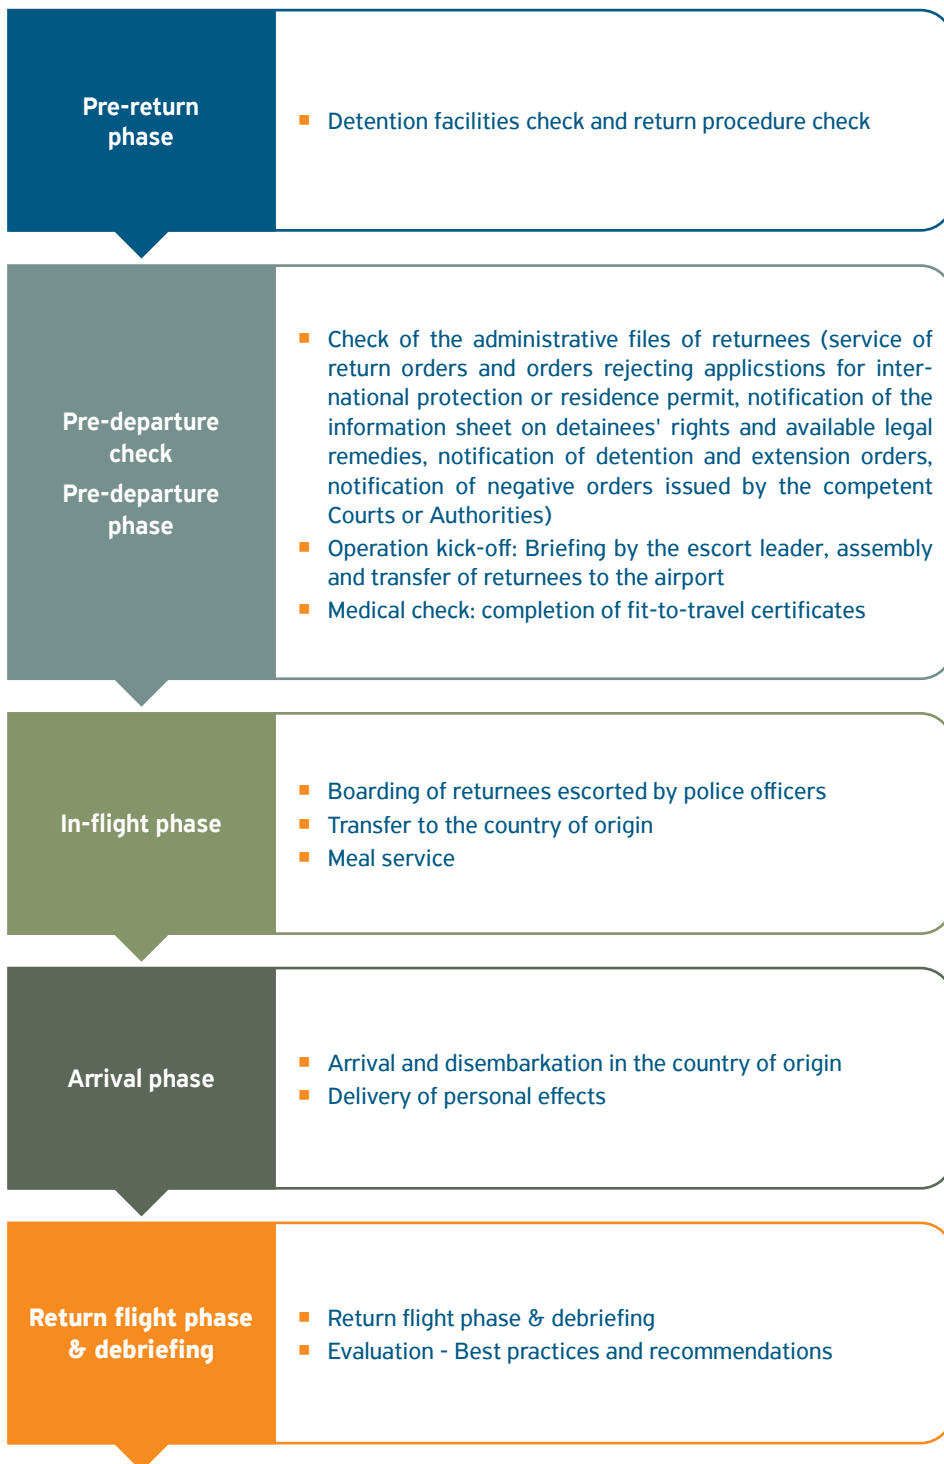 Pre-return
phase
■ Detention facilities check and return procedure check
Pre-departure
check
Pre-departure
phase
■ Check of the administrative files of returnees (service of
return orders and orders rejecting applicstions for inter-
national protection or residence permit, notification of the
information sheet on detainees' rights and available legal
remedies, notification of detention and extension orders,
notification of negative orders issued by the competent
Courts or Authorities)
■ Operation kick-off: Briefing by the escort leader, assembly
and transfer of returnees to the airport
■ Medical check: completion of fit-to-travel certificates
In-flight phase
■ Boarding of returnees escorted by police officers
■ Transfer to the country of origin
■ Meal service
Arrival phase
■ Arrival and disembarkation in the country of origin
■ Delivery of personal effects
Return flight phase
& debriefing
■ Return flight phase & debriefing
■ Evaluation - Best practices and recommendations